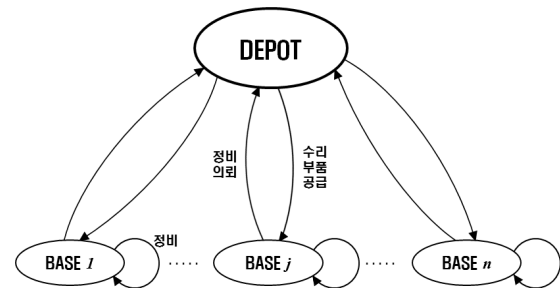 DEPOT
정비
의뢰
수리
부품
공급
정비
BASE 1
.....
BASE j
.....
BASE n